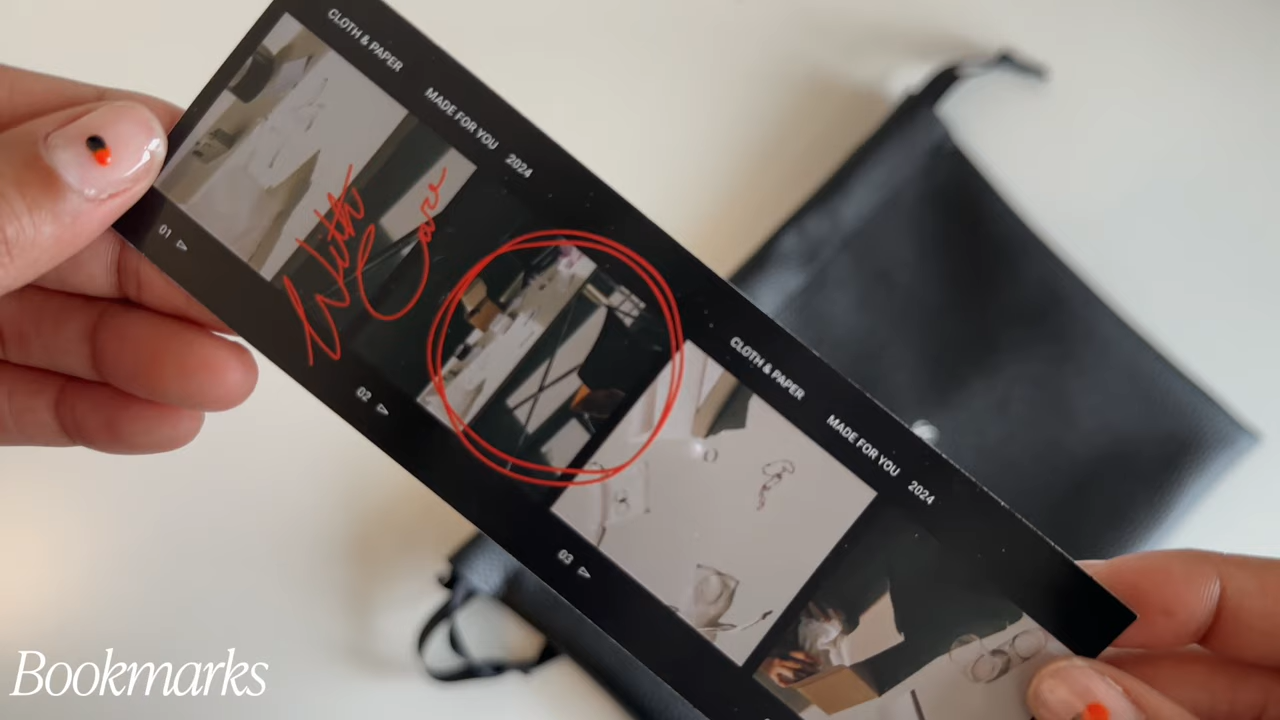 CLOTH & PAPER
MADE FOR YOU 2024
With
Care
01
02
CLOTH & PAPER
MADE FOR YOU 2024
03
Bookmarks